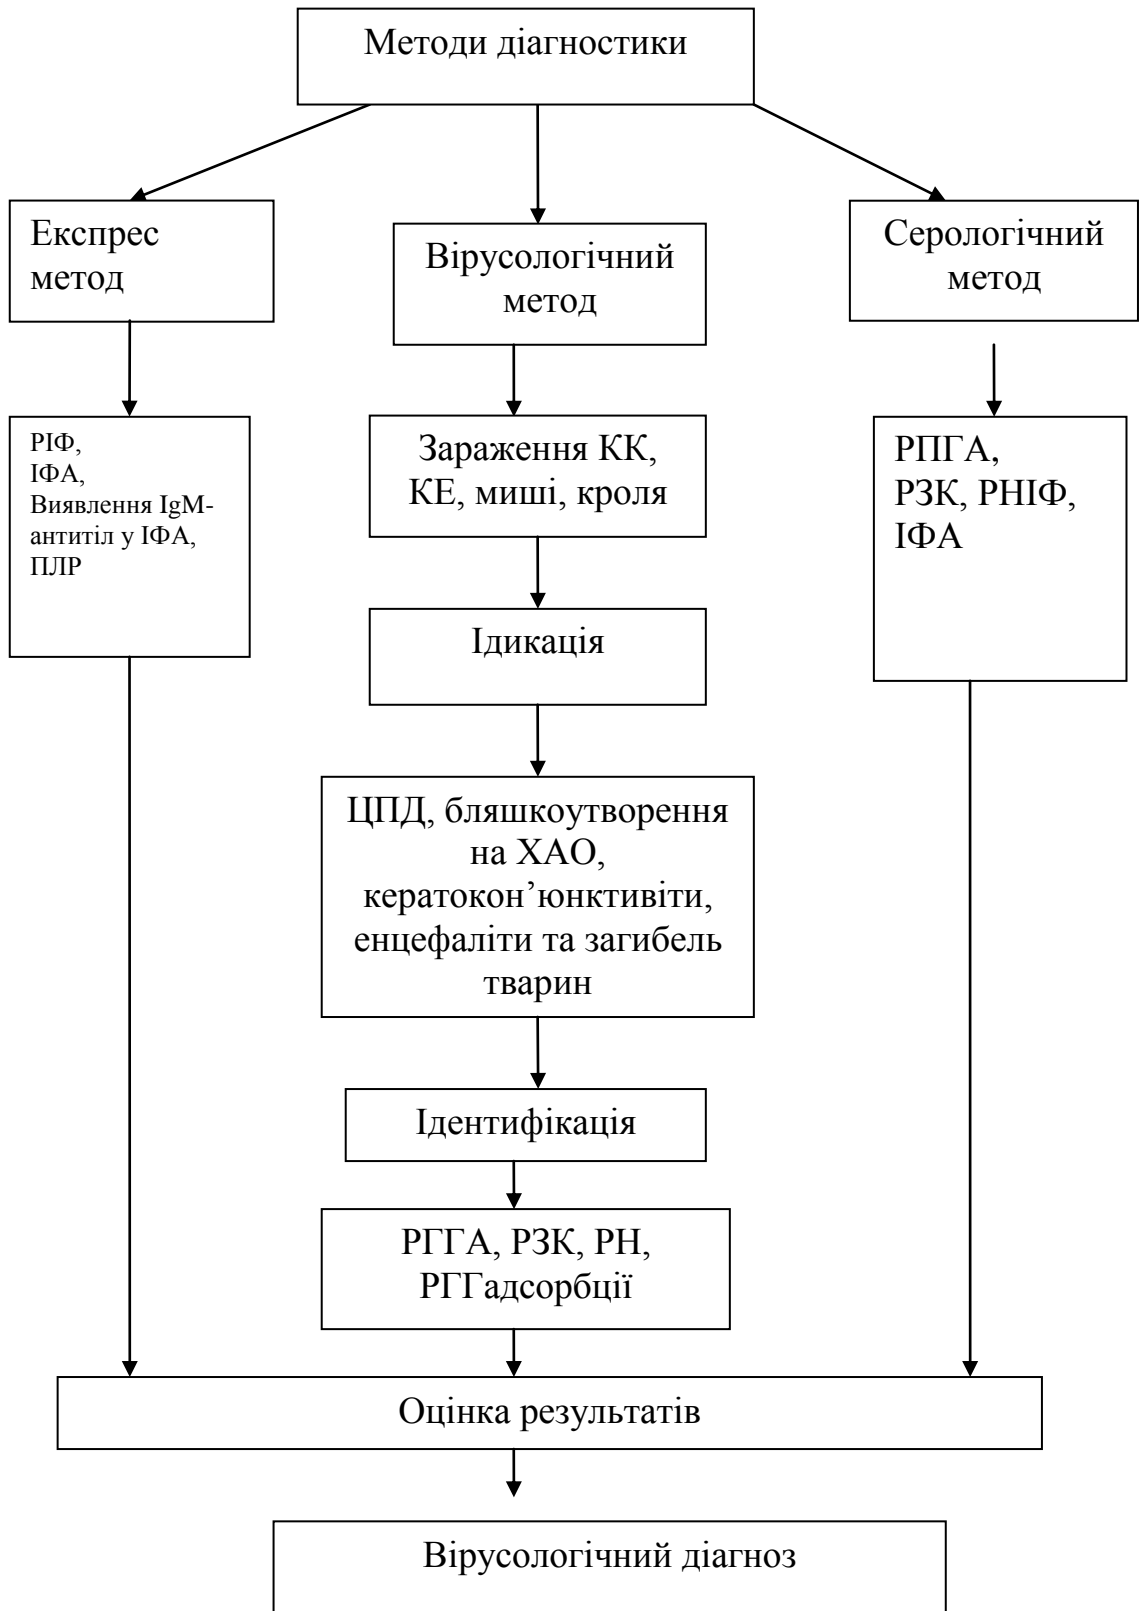 Методи діагностики
Експрес
метод
Вірусологічний
метод
Серологічний
метод
РІФ,
ІФА,
Виявлення IgM-
антитіл у ІФА,
ПЛР
Зараження КК,
КЕ, миші, кроля
РПГА,
РЗК, РНІФ,
ІФА
Ідикація
ЦПД, бляшкоутворення
на ХАО,
кератокон’юнктивіти,
енцефаліти та загибель
тварин
Ідентифікація
РГГА, РЗК, РН,
РГГадсорбції
Оцінка результатів
Вірусологічний діагноз